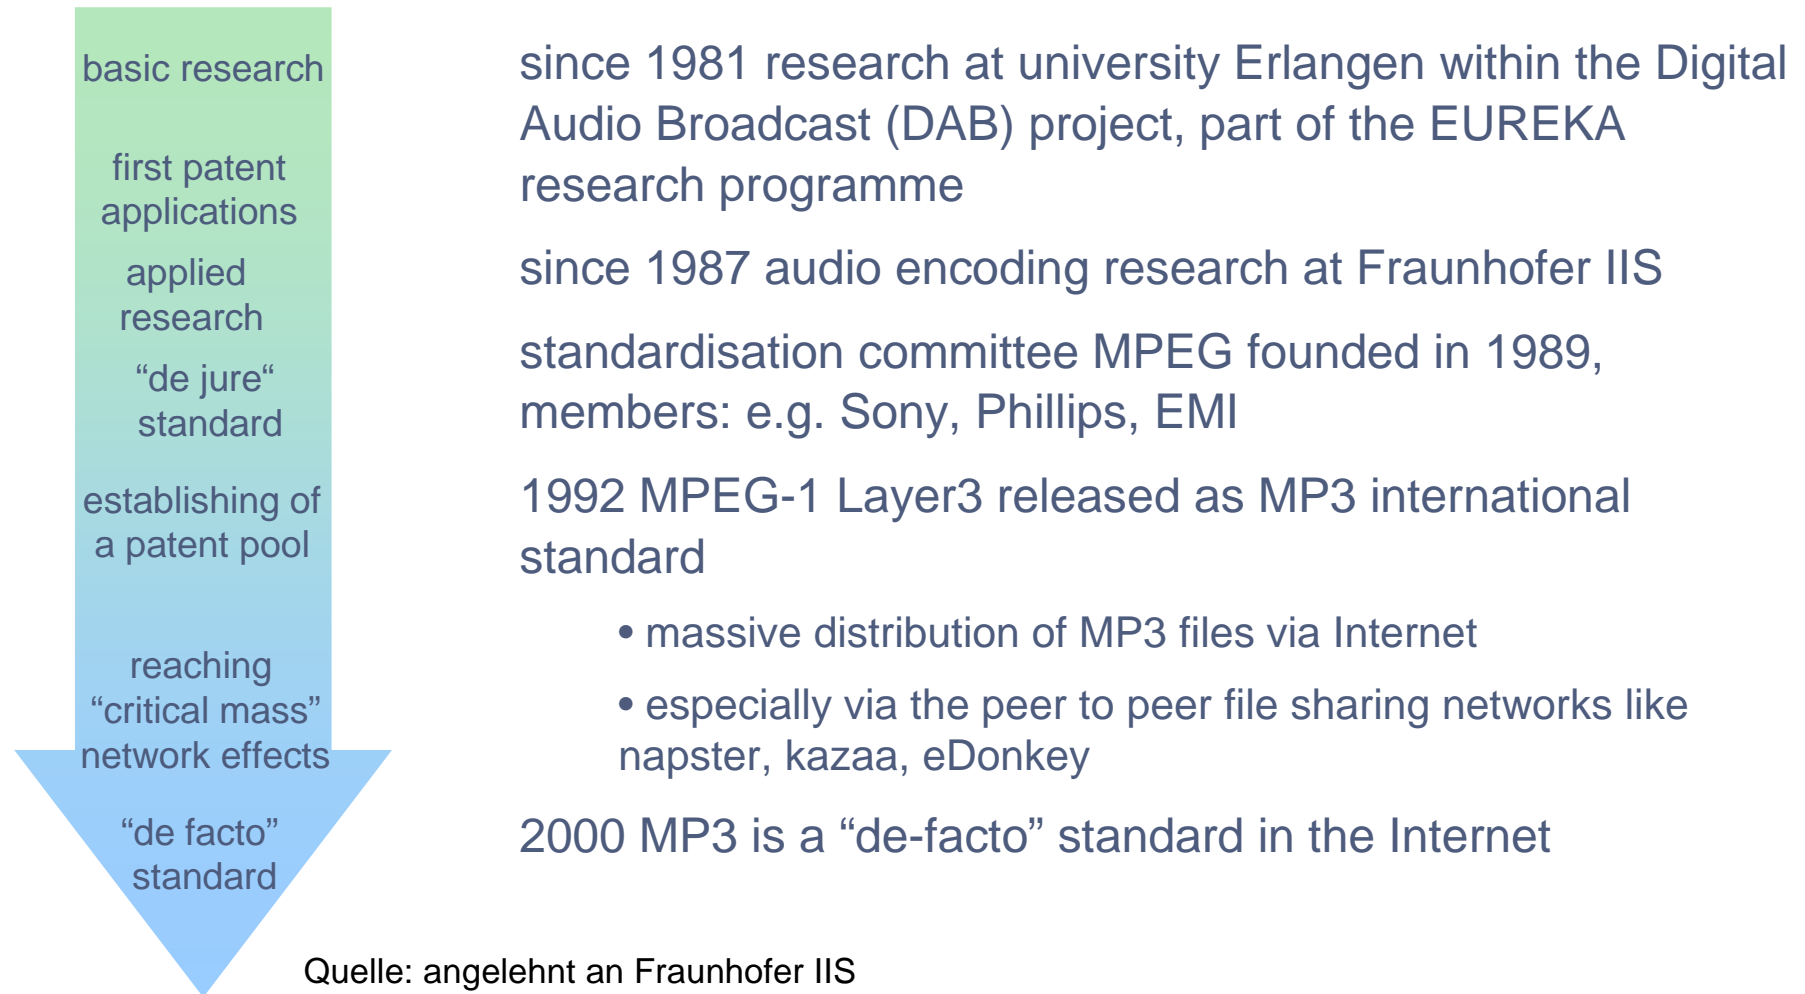 basic research
first patent
applications
applied
research
“de jure“
standard
establishing of
a patent pool
reaching
“critical mass”
network effects
“de facto”
standard
since 1981 research at university Erlangen within the Digital
Audio Broadcast (DAB) project, part of the EUREKA
research programme
since 1987 audio encoding research at Fraunhofer IIS
standardisation committee MPEG founded in 1989,
members: e.g. Sony, Phillips, EMI
1992 MPEG-1 Layer3 released as MP3 international
standard
• massive distribution of MP3 files via Internet
• especially via the peer to peer file sharing networks like
napster, kazaa, eDonkey
2000 MP3 is a “de-facto” standard in the Internet
Quelle: angelehnt an Fraunhofer IIS